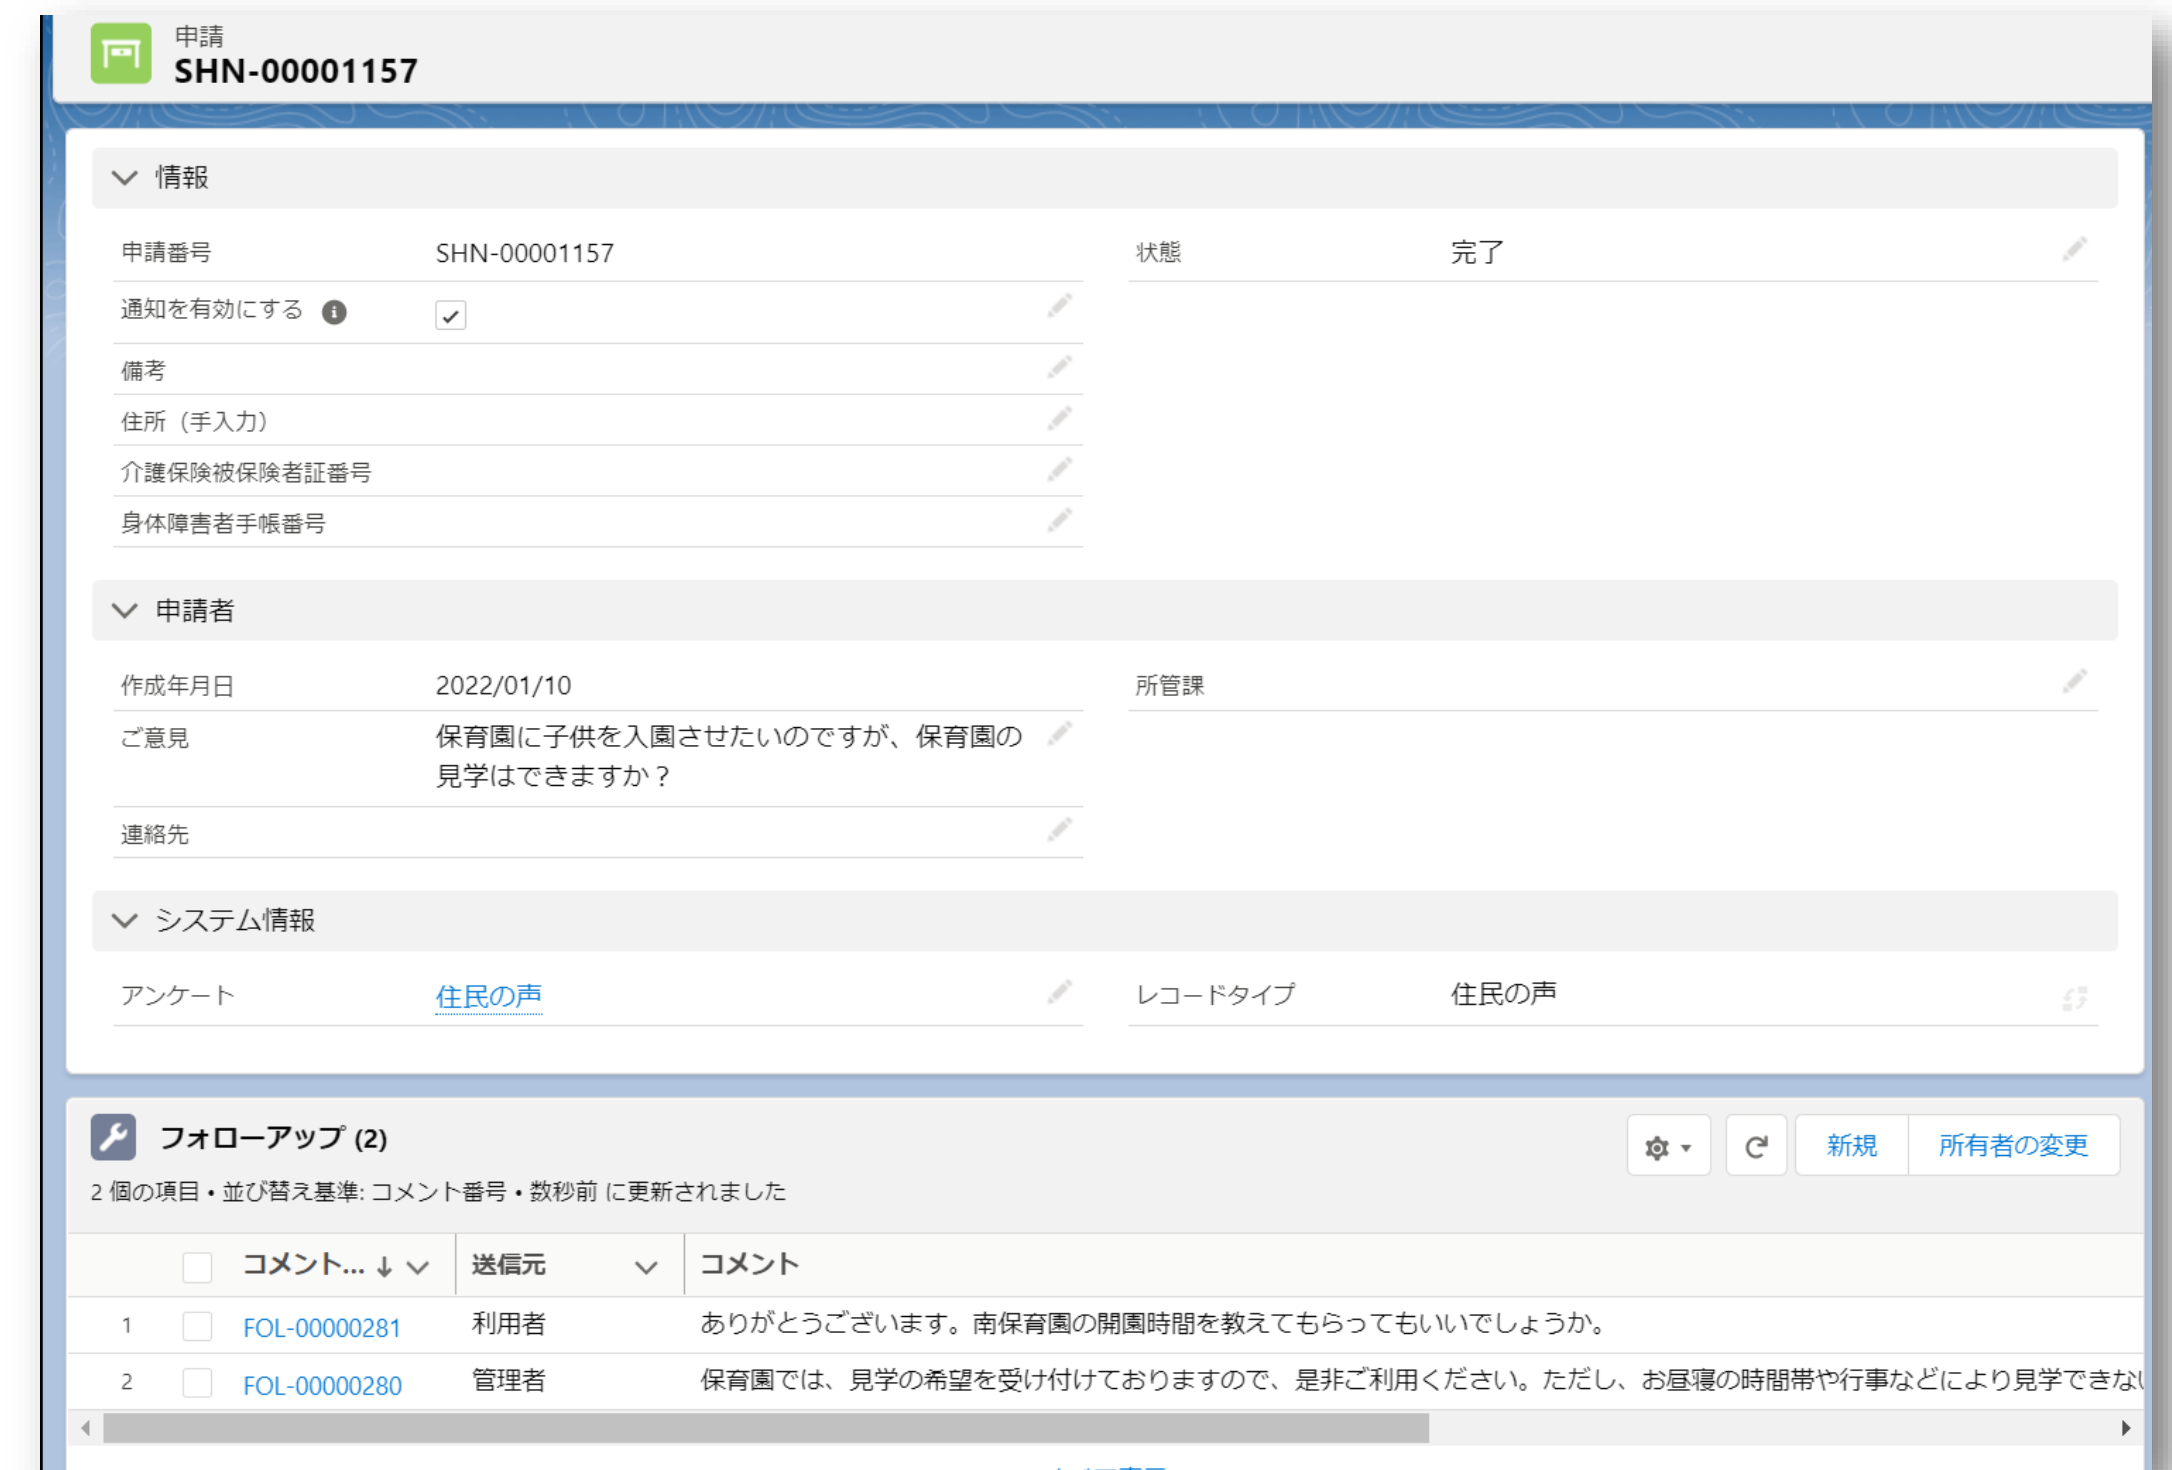 申請
SHN-00001157
情報
申請番号 SHN-00001157 状態 完了
通知を有効にする
備考
住所（手入力）
介護保険被保険者証番号
身体障害者手帳番号
申請者
作成年月日 2022/01/10 所管課
ご意見 保育園に子供を入園させたいのですが、保育園の
見学はできますか？
連絡先
システム情報
アンケート 住民の声 レコードタイプ 住民の声
フォローアップ (2) 新規 所有者の変更
2 個の項目 • 並び替え基準: コメント番号 • 数秒前 に更新されました
コメント... 送信元 コメント
1 FOL-00000281 利用者 ありがとうございます。南保育園の開園時間を教えてもらってもいいでしょうか。
2 FOL-00000280 管理者 保育園では、見学の希望を受け付けておりますので、是非ご利用ください。ただし、お昼寝の時間帯や行事などにより見学できな